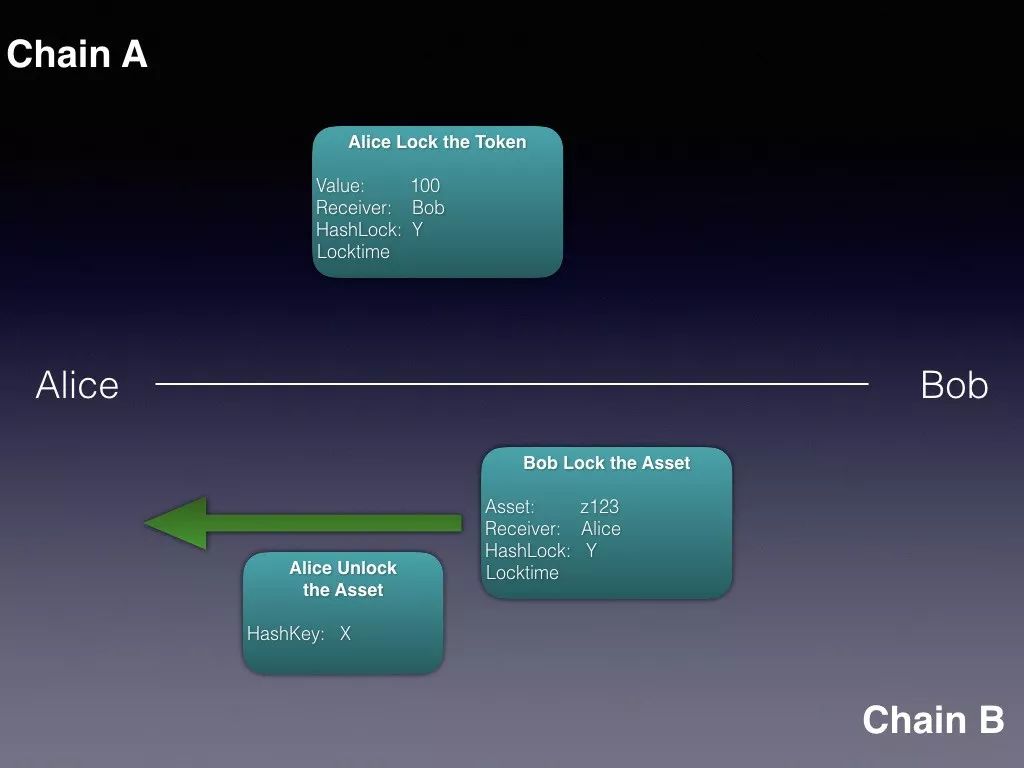 Chain A
Alice Lock the Token
Value: 100
Receiver: Bob
HashLock: Y
Locktime
Alice
Bob
Bob Lock the Asset
Asset: z123
Receiver: Alice
HashLock: Y
Locktime
Alice Unlock
the Asset
HashKey: X
Chain B